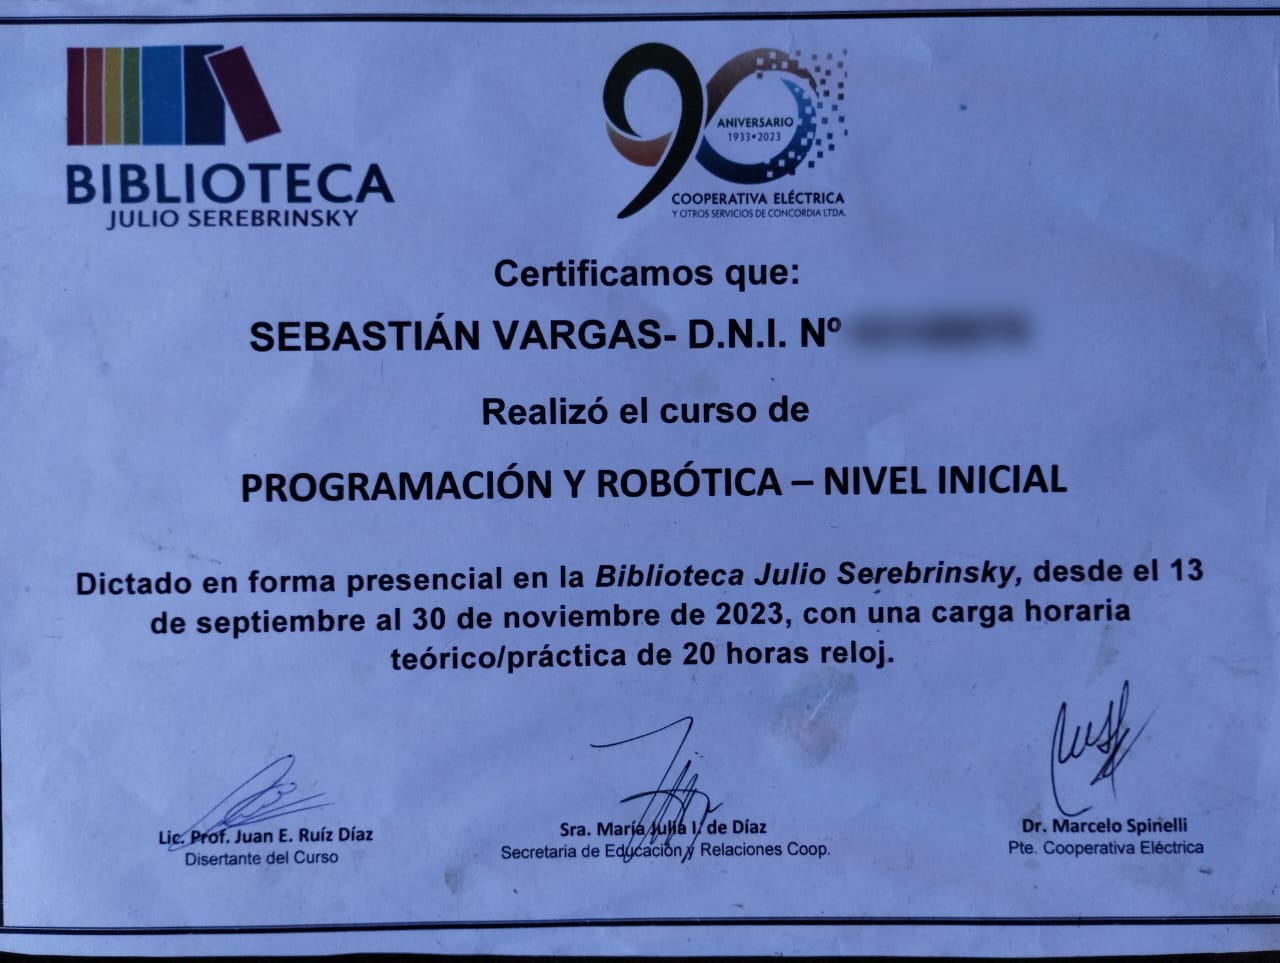 BIBLIOTECA
JULIO SEREBRINSKY
90
ANIVERSARIO
1933•2023
COOPERATIVA ELÉCTRICA
Y OTROS SERVICIOS DE CONCORDIA LTDA.
Certificamos que:
SEBASTIÁN VARGAS- D.N.I. Nº
Realizó el curso de
PROGRAMACIÓN Y ROBÓTICA – NIVEL INICIAL
Dictado en forma presencial en la Biblioteca Julio Serebrinsky, desde el 13
de septiembre al 30 de noviembre de 2023, con una carga horaria
teórico/práctica de 20 horas reloj.
Lic. Prof. Juan E. Ruíz Díaz
Disertante del Curso
Sra. María Julia I. de Díaz
Secretaria de Educación y Relaciones Coop.
Dr. Marcelo Spinelli
Pte. Cooperativa Eléctrica